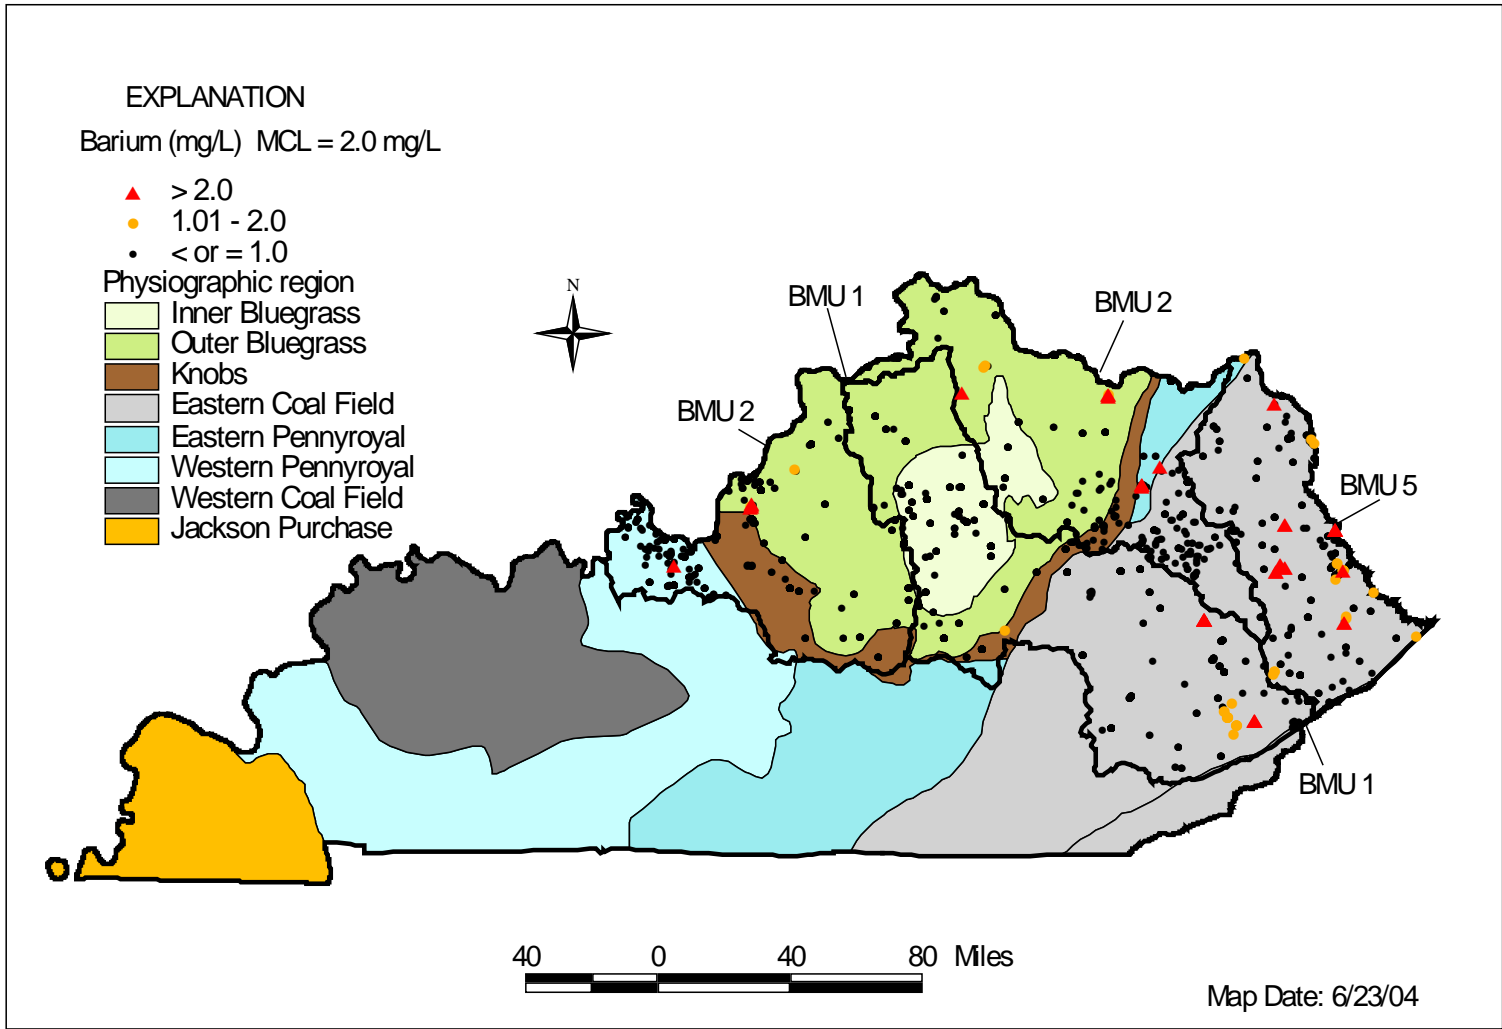 EXPLANATION
Barium (mg/L) MCL = 2.0 mg/L
> 2.0
1.01 - 2.0
< or = 1.0
Physiographic region
Inner Bluegrass
Outer Bluegrass
Knobs
Eastern Coal Field
Eastern Pennyroyal
Western Pennyroyal
Western Coal Field
Jackson Purchase
N
BMU 1
BMU 2
BMU 2
BMU 5
BMU 1
40 0 40 80 Miles
Map Date: 6/23/04